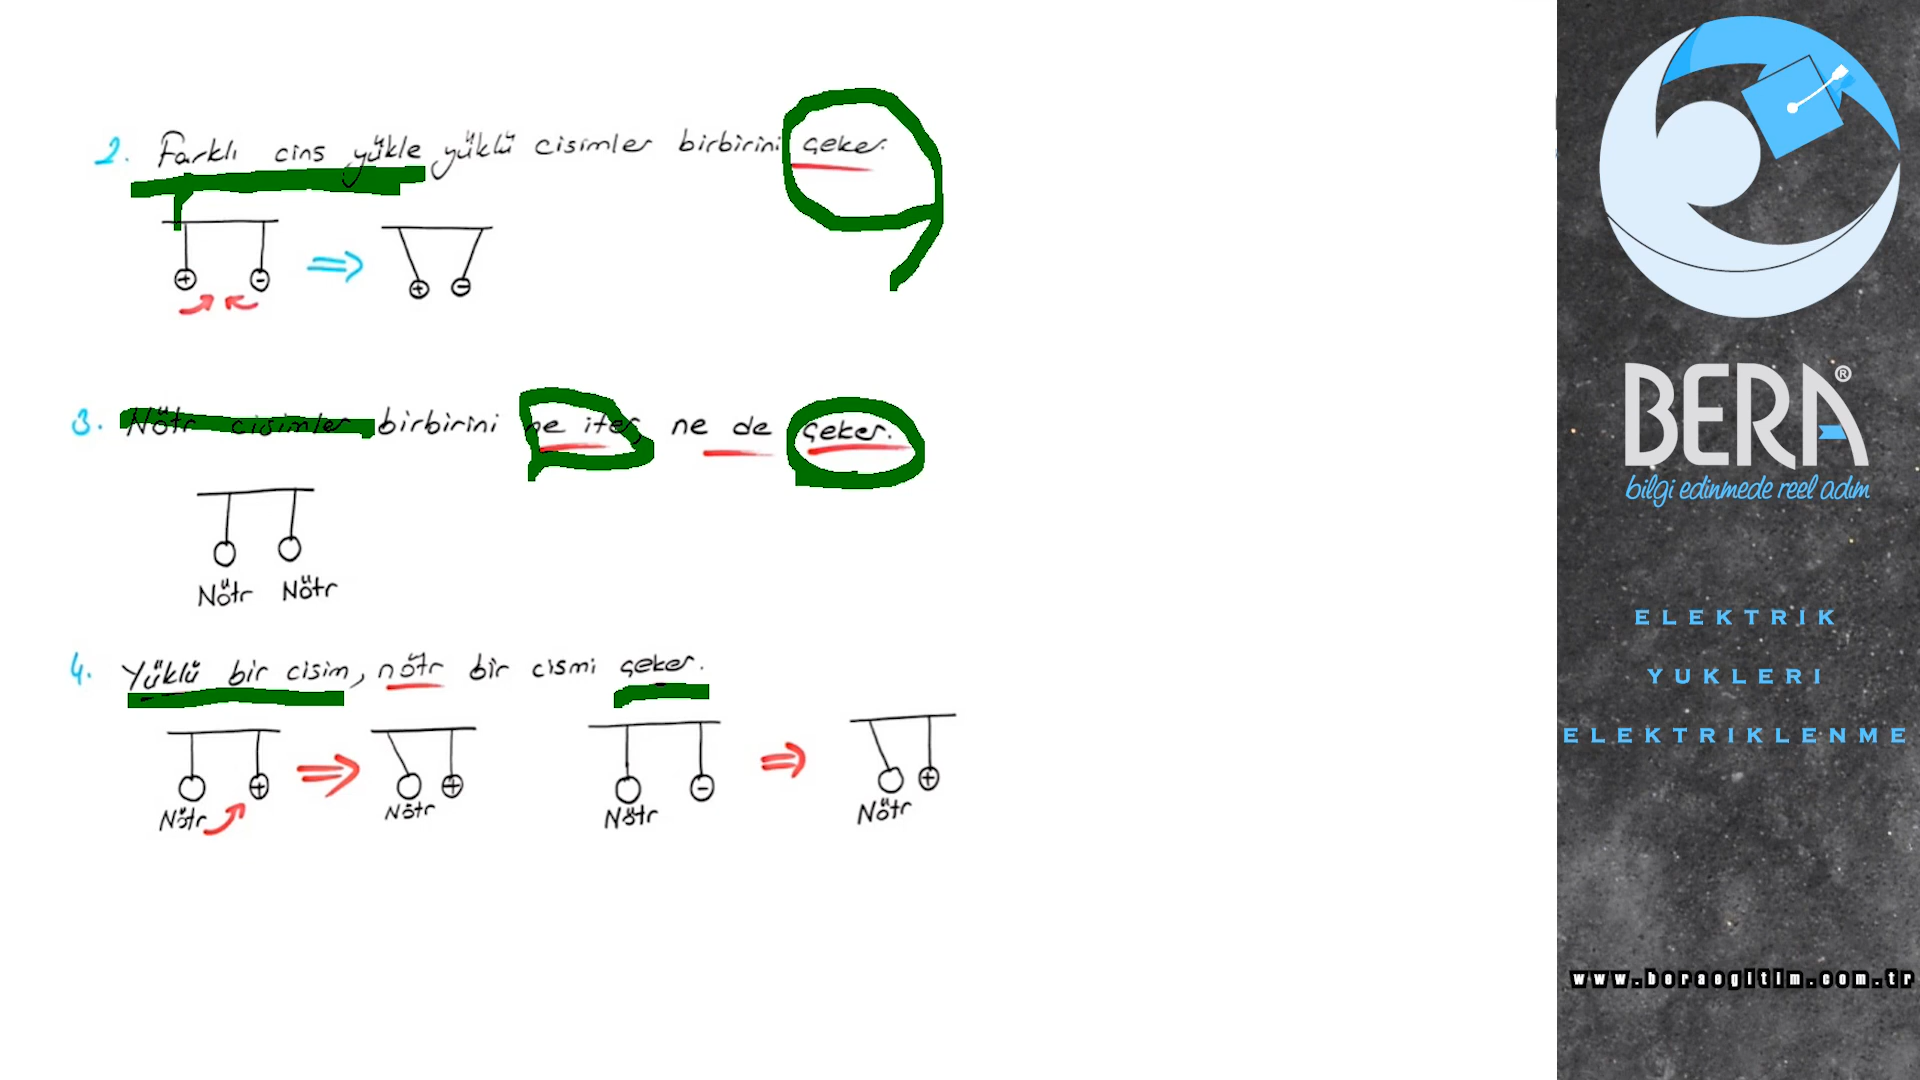 2. Farklı cins yükle yüklü cisimler birbirini çeker.
+ - + -
3. Nötr cisimler birbirini ne iter, ne de çeker.
Nötr Nötr
4. Yüklü bir cisim, nötr bir cismi çeker.
+ + - +
Nötr Nötr Nötr Nötr
BERA®
bilgi edinmede reel adım
ELEKTRİK
YUKLERI
ELEKTRIKLENME
www.beraegitim.com.tr